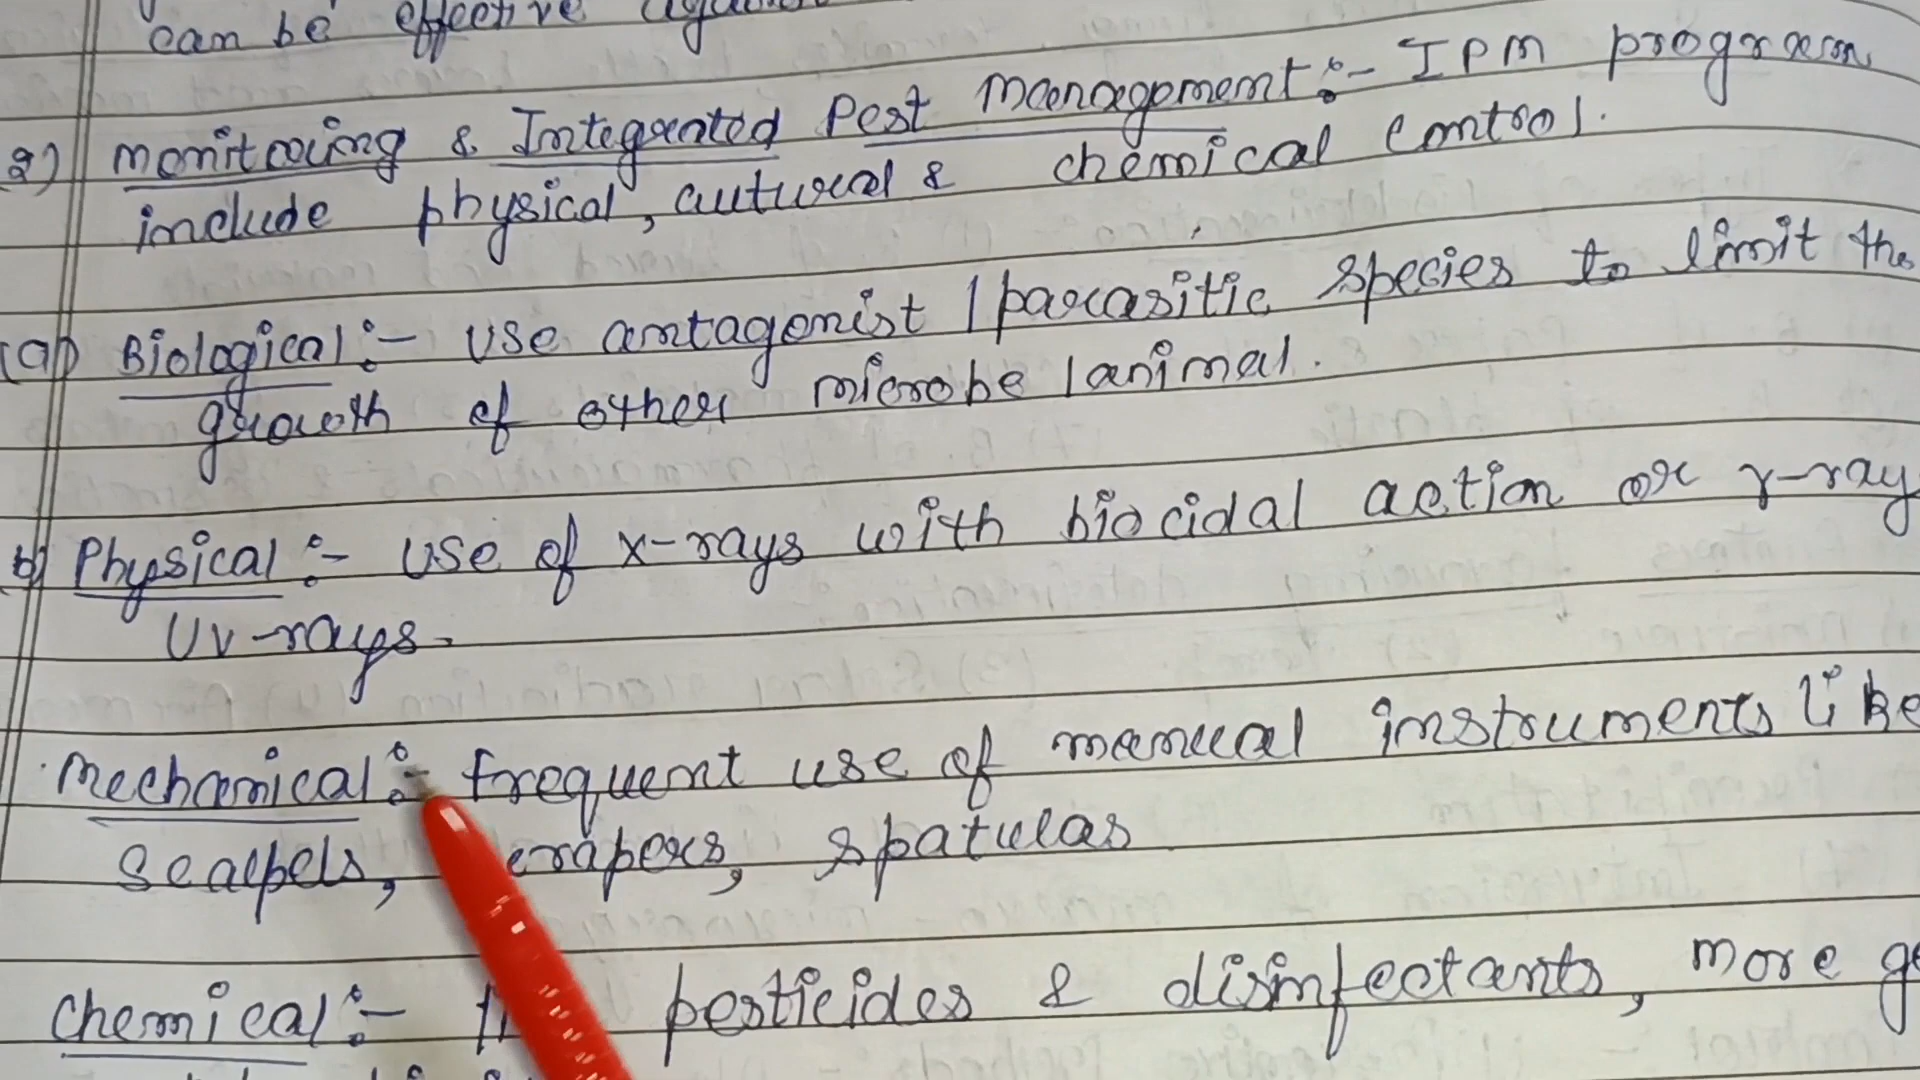 can be effective
2) Monitoring & Integrated Pest Management :- IPM program
include physical, cutural & chemical control.
(a) Biological :- Use antagonist / parasitic species to limit the
growth of other microbe / animal.
b) Physical :- Use of x-rays with biocidal action or γ-ray
UV-rays.
Mechanical :- frequent use of manual instruments like
Scalpels, crapers, spatulas
Chemical :- pesticides & disinfectants, more